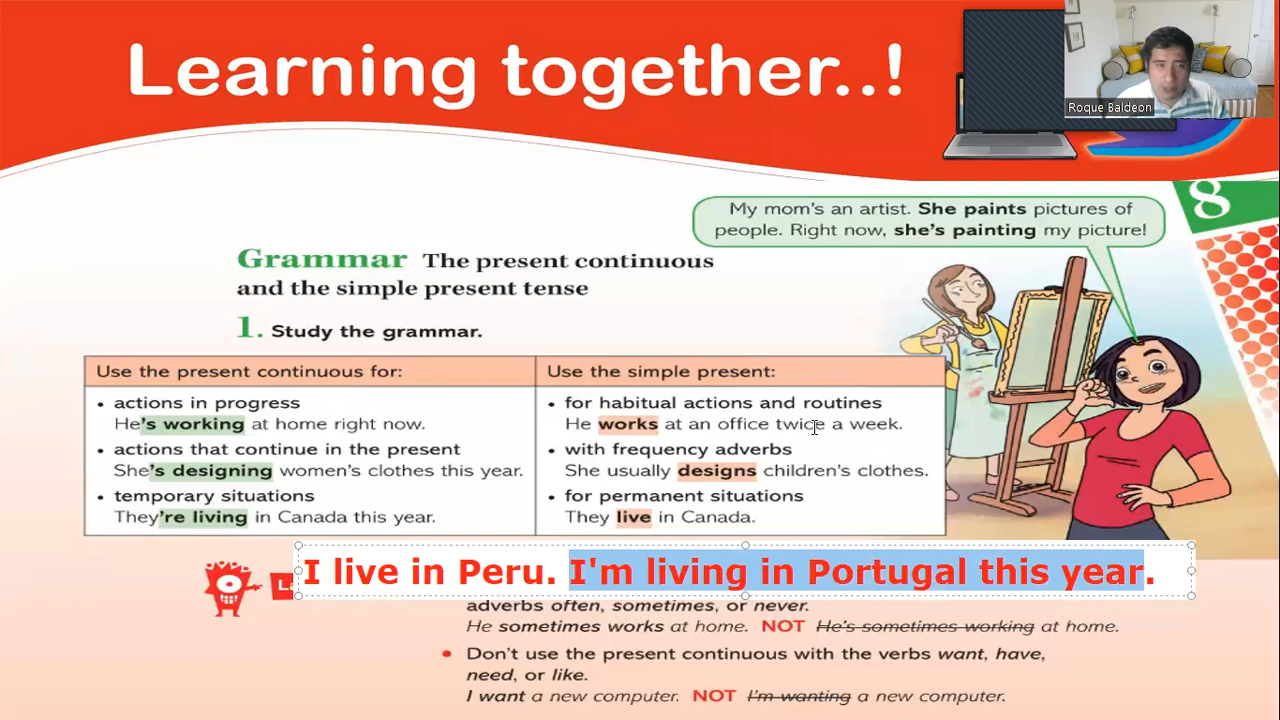 Learning together..!
Roque Baldeon
8
My mom's an artist. She paints pictures of
people. Right now, she's painting my picture!
Grammar The present continuous
and the simple present tense
1. Study the grammar.
Use the present continuous for:
• actions in progress
He's working at home right now.
• actions that continue in the present
She's designing women's clothes this year.
• temporary situations
They're living in Canada this year.
Use the simple present:
• for habitual actions and routines
He works at an office twice a week.
• with frequency adverbs
She usually designs children's clothes.
• for permanent situations
They live in Canada.
I live in Peru. I'm living in Portugal this year.
adverbs often, sometimes, or never.
He sometimes works at home. NOT He's sometimes working at home.
• Don't use the present continuous with the verbs want, have,
need, or like.
I want a new computer. NOT I'm wanting a new computer.